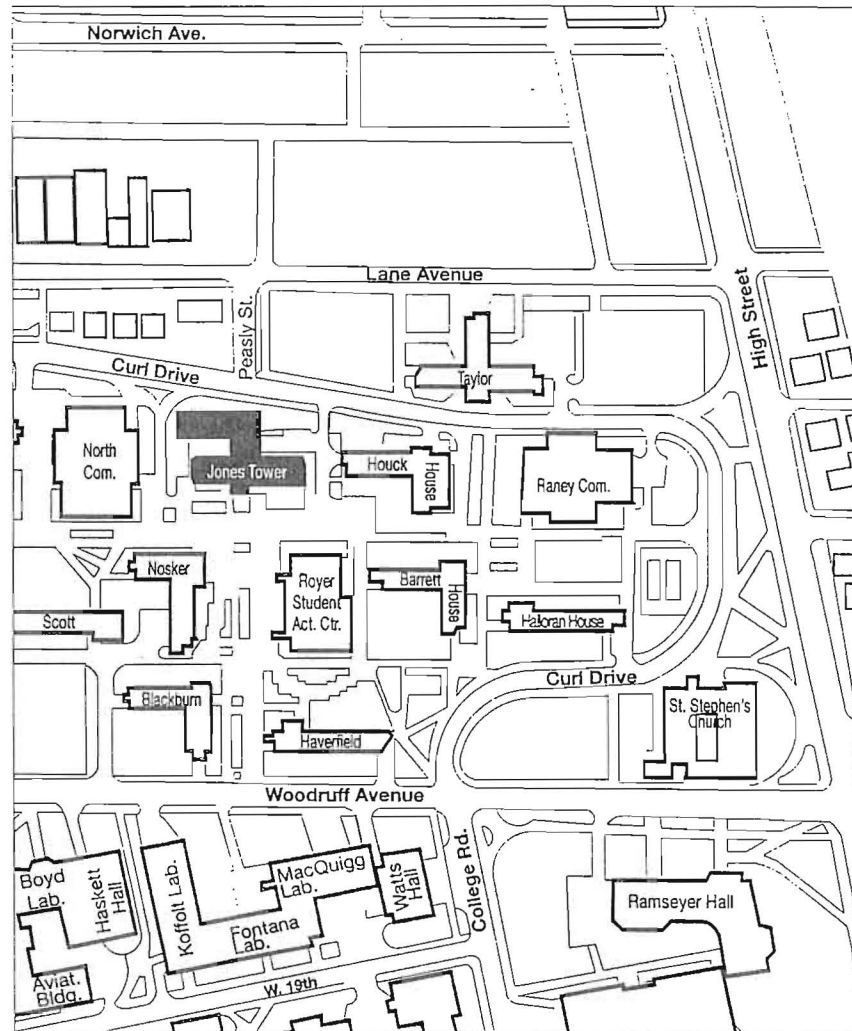 Norwich Ave.
Lane Avenue
High Street
Peasly St.
Curl Drive
Taylor
North
Com.
Jones Tower
Houck
House
Raney Com.
Nosker
Royer
Student
Act. Ctr.
Barrett
House
Scott
Halloran House
Curl Drive
Blackburn
Haverfield
St. Stephen's
Church
Woodruff Avenue
Boyd
Lab.
Haskett
Hall
Koffolt Lab.
MacQuigg
Lab.
Fontana
Lab.
Watts
Hall
College Rd.
Ramseyer Hall
Aviat.
Bldg.
W. 19th